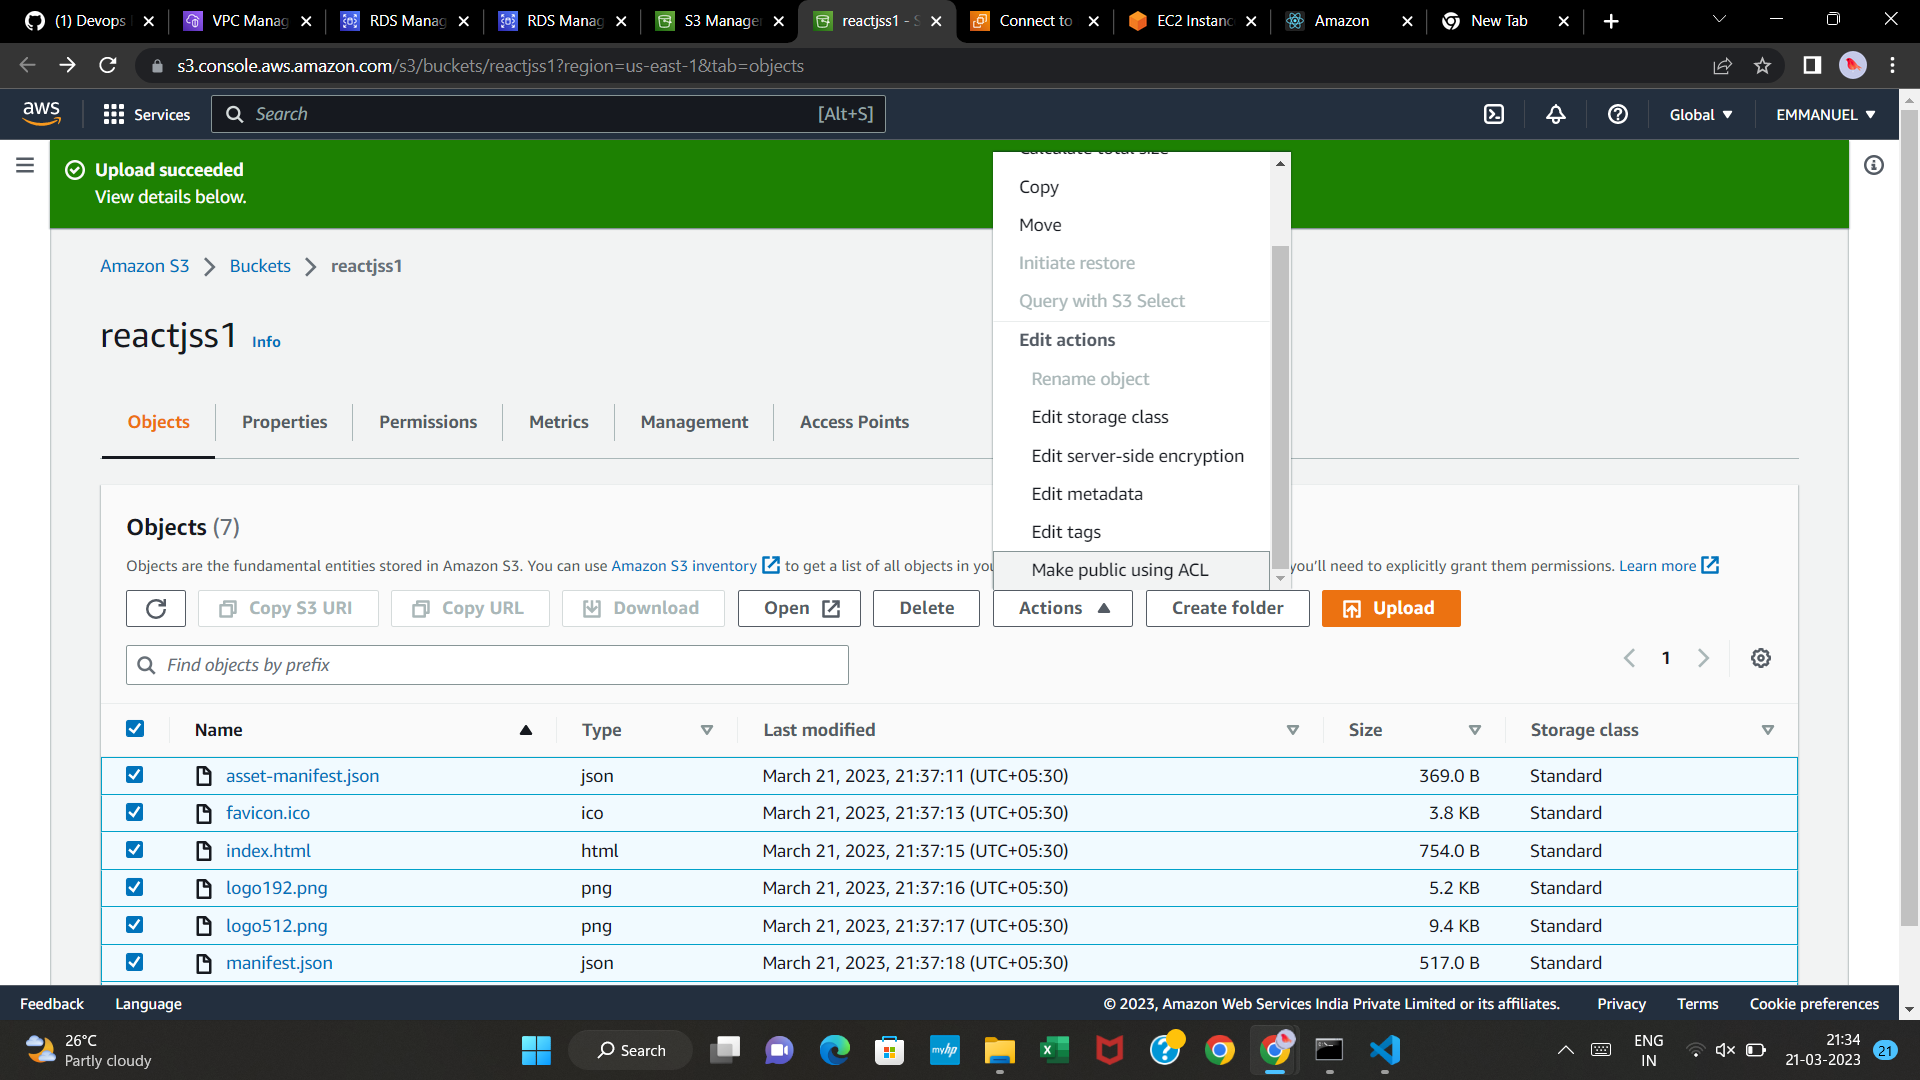 (1) Devops
VPC Manag
RDS Manag
RDS Manag
S3 Manage
reactjss1 - S
Connect to
EC2 Instanc
Amazon
New Tab
s3.console.aws.amazon.com/s3/buckets/reactjss1?region=us-east-1&tab=objects
aws
Services
Search
[Alt+S]
Global
EMMANUEL
Upload succeeded
View details below.
Calculate total size
Copy
Move
Initiate restore
Query with S3 Select
Edit actions
Rename object
Edit storage class
Edit server-side encryption
Edit metadata
Edit tags
Make public using ACL
Amazon S3
Buckets
reactjss1
reactjss1 Info
Objects
Properties
Permissions
Metrics
Management
Access Points
Objects (7)
Objects are the fundamental entities stored in Amazon S3. You can use Amazon S3 inventory to get a list of all objects in you you'll need to explicitly grant them permissions. Learn more
Copy S3 URI
Copy URL
Download
Open
Delete
Actions
Create folder
Upload
Find objects by prefix
1
Name Type Last modified Size Storage class
asset-manifest.json json March 21, 2023, 21:37:11 (UTC+05:30) 369.0 B Standard
favicon.ico ico March 21, 2023, 21:37:13 (UTC+05:30) 3.8 KB Standard
index.html html March 21, 2023, 21:37:15 (UTC+05:30) 754.0 B Standard
logo192.png png March 21, 2023, 21:37:16 (UTC+05:30) 5.2 KB Standard
logo512.png png March 21, 2023, 21:37:17 (UTC+05:30) 9.4 KB Standard
manifest.json json March 21, 2023, 21:37:18 (UTC+05:30) 517.0 B Standard
Feedback
Language
© 2023, Amazon Web Services India Private Limited or its affiliates.
Privacy
Terms
Cookie preferences
26°C
Partly cloudy
Search
myhp
ENG
IN
21:34
21-03-2023
21